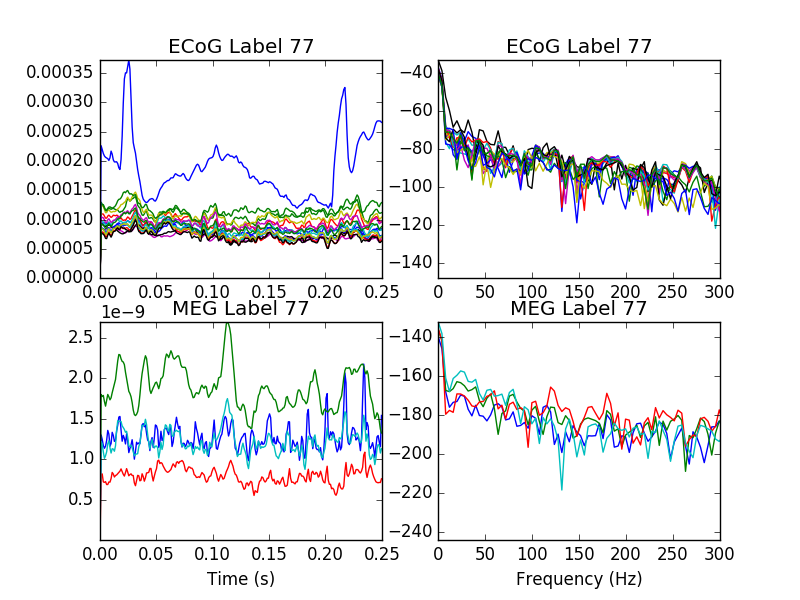 ECoG Label 77
0.00035
0.00030
0.00025
0.00020
0.00015
0.00010
0.00005
0.00000
0.00 0.05 0.10 0.15 0.20 0.25
ECoG Label 77
−40
−60
−80
−100
−120
−140
0 50 100 150 200 250 300
MEG Label 77
1e−9
2.5
2.0
1.5
1.0
0.5
0.00 0.05 0.10 0.15 0.20 0.25
Time (s)
MEG Label 77
−140
−160
−180
−200
−220
−240
0 50 100 150 200 250 300
Frequency (Hz)